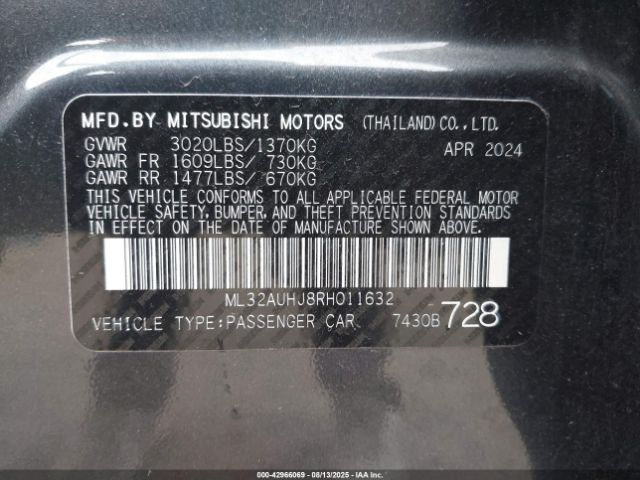 MFD. BY MITSUBISHI MOTORS (THAILAND) CO., LTD.
GVWR 3020LBS/1370KG APR 2024
GAWR FR 1609LBS/ 730KG
GAWR RR 1477LBS/ 670KG
THIS VEHICLE CONFORMS TO ALL APPLICABLE FEDERAL MOTOR
VEHICLE SAFETY, BUMPER, AND THEFT PREVENTION STANDARDS
IN EFFECT ON THE DATE OF MANUFACTURE SHOWN ABOVE.
ML32AUHJ8RH011632
VEHICLE TYPE:PASSENGER CAR 7430B 728
000-42966069 - 08/13/2025 - IAAI.CA